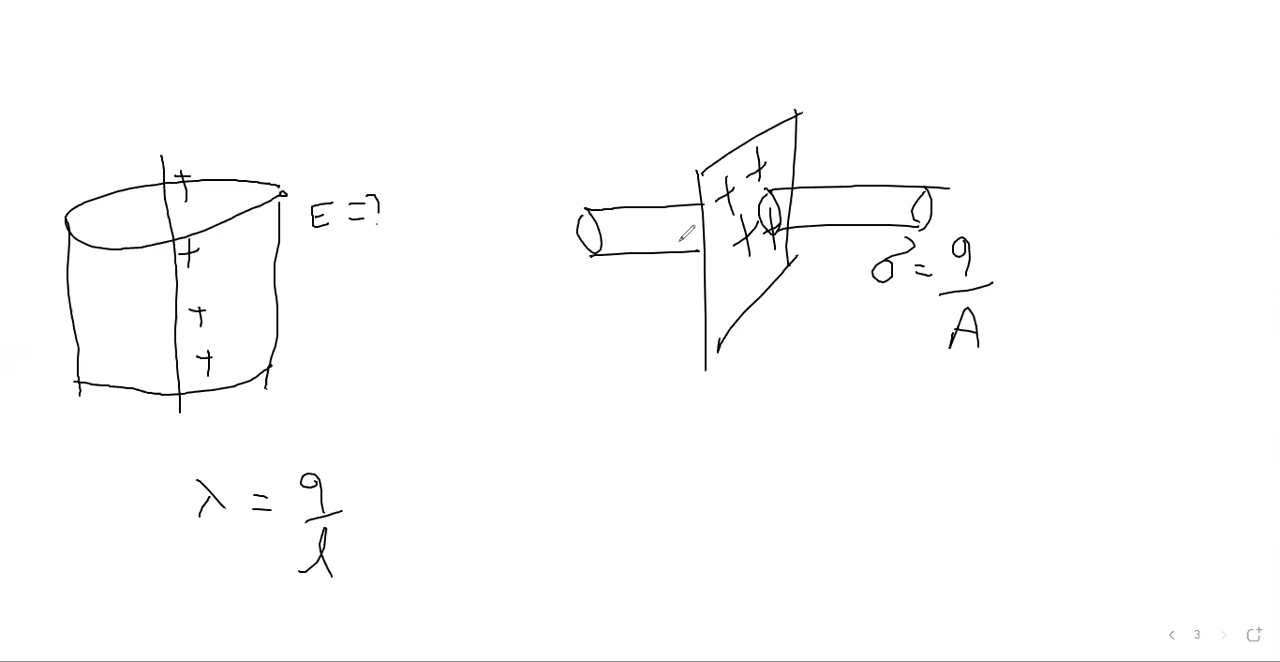 +
+
+
+
E = ?
λ = q/l
+ +
+ +
σ = q/A
3